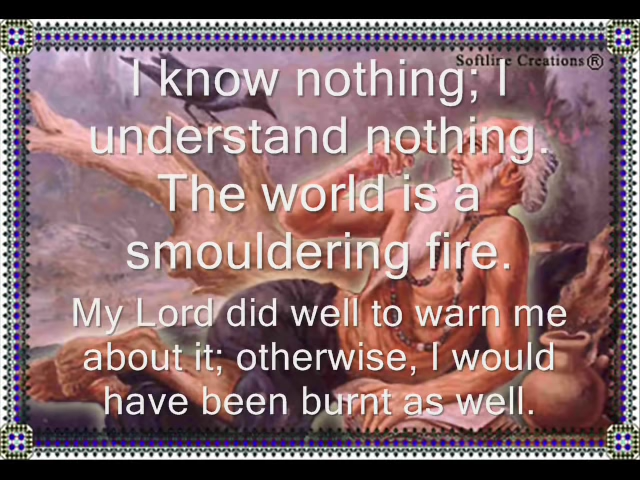 Softline Creations®
I know nothing; I
understand nothing.
The world is a
smouldering fire.
My Lord did well to warn me
about it; otherwise, I would
have been burnt as well.